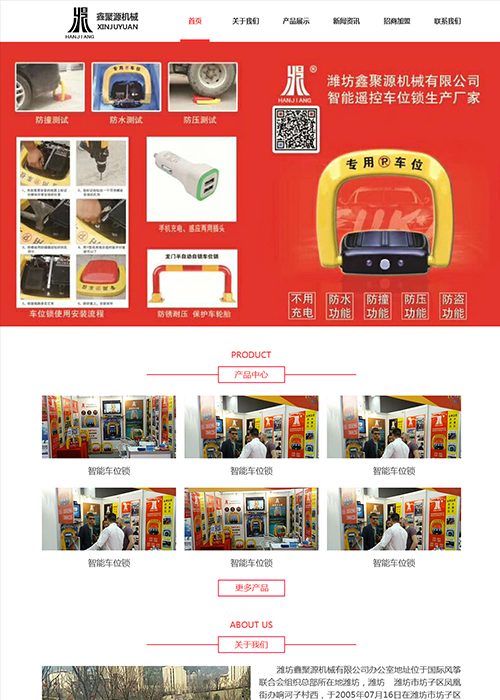 鑫聚源机械
XINJUYUAN
HANJIANG
首页 关于我们 产品展示 新闻资讯 招商加盟 联系我们
防撞测试 防水测试 防压测试
HANJIANG
®
潍坊鑫聚源机械有限公司
智能遥控车位锁生产厂家
专用 P 车位
手机充电、感应两用插头
龙门半自动自锁车位锁
车位锁使用安装流程
防锈耐压 保护车轮胎
不用充电 防水功能 防撞功能 防压功能 防盗功能
PRODUCT
产品中心
智能车位锁 智能车位锁 智能车位锁
智能车位锁 智能车位锁 智能车位锁
更多产品
ABOUT US
关于我们
潍坊鑫聚源机械有限公司办公室地址位于国际风筝
联合会组织总部所在地潍坊，潍坊 潍坊市坊子区凤凰
街办响河子村西，于2005年07月16日在潍坊市坊子区